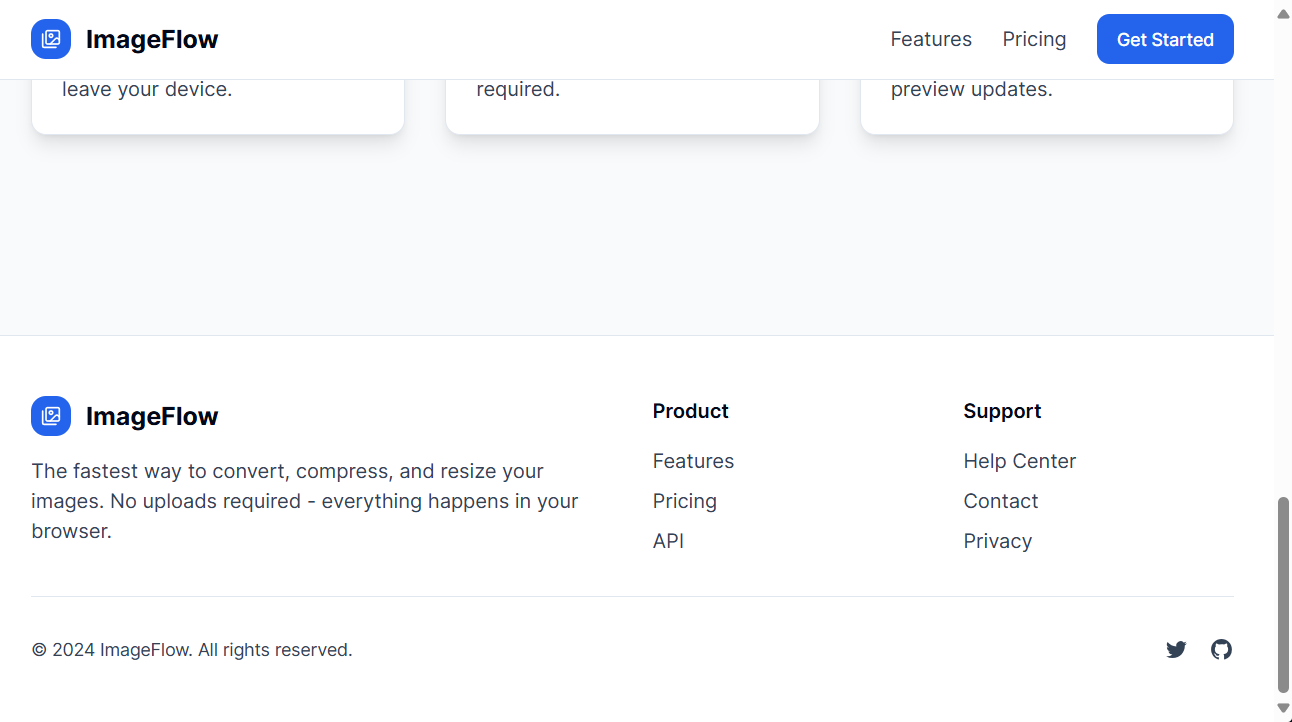 ImageFlow
Features
Pricing
Get Started
leave your device.
required.
preview updates.
ImageFlow
The fastest way to convert, compress, and resize your
images. No uploads required - everything happens in your
browser.
Product
Features
Pricing
API
Support
Help Center
Contact
Privacy
© 2024 ImageFlow. All rights reserved.